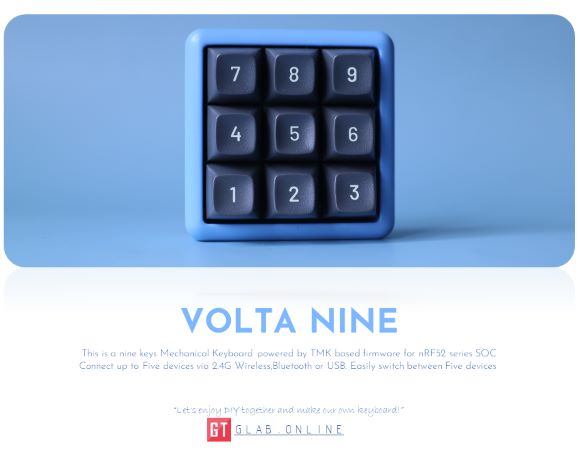 7 8 9
4 5 6
1 2 3
VOLTA NINE
This is a nine keys Mechanical Keyboard powered by TMK based firmware for nRF52 series SOC
Connect up to Five devices via 2.4G Wireless,Bluetooth or USB. Easily switch between Five devices
"Let's enjoy DIY together and make our own keyboard!"
GT GLAB.ONLINE